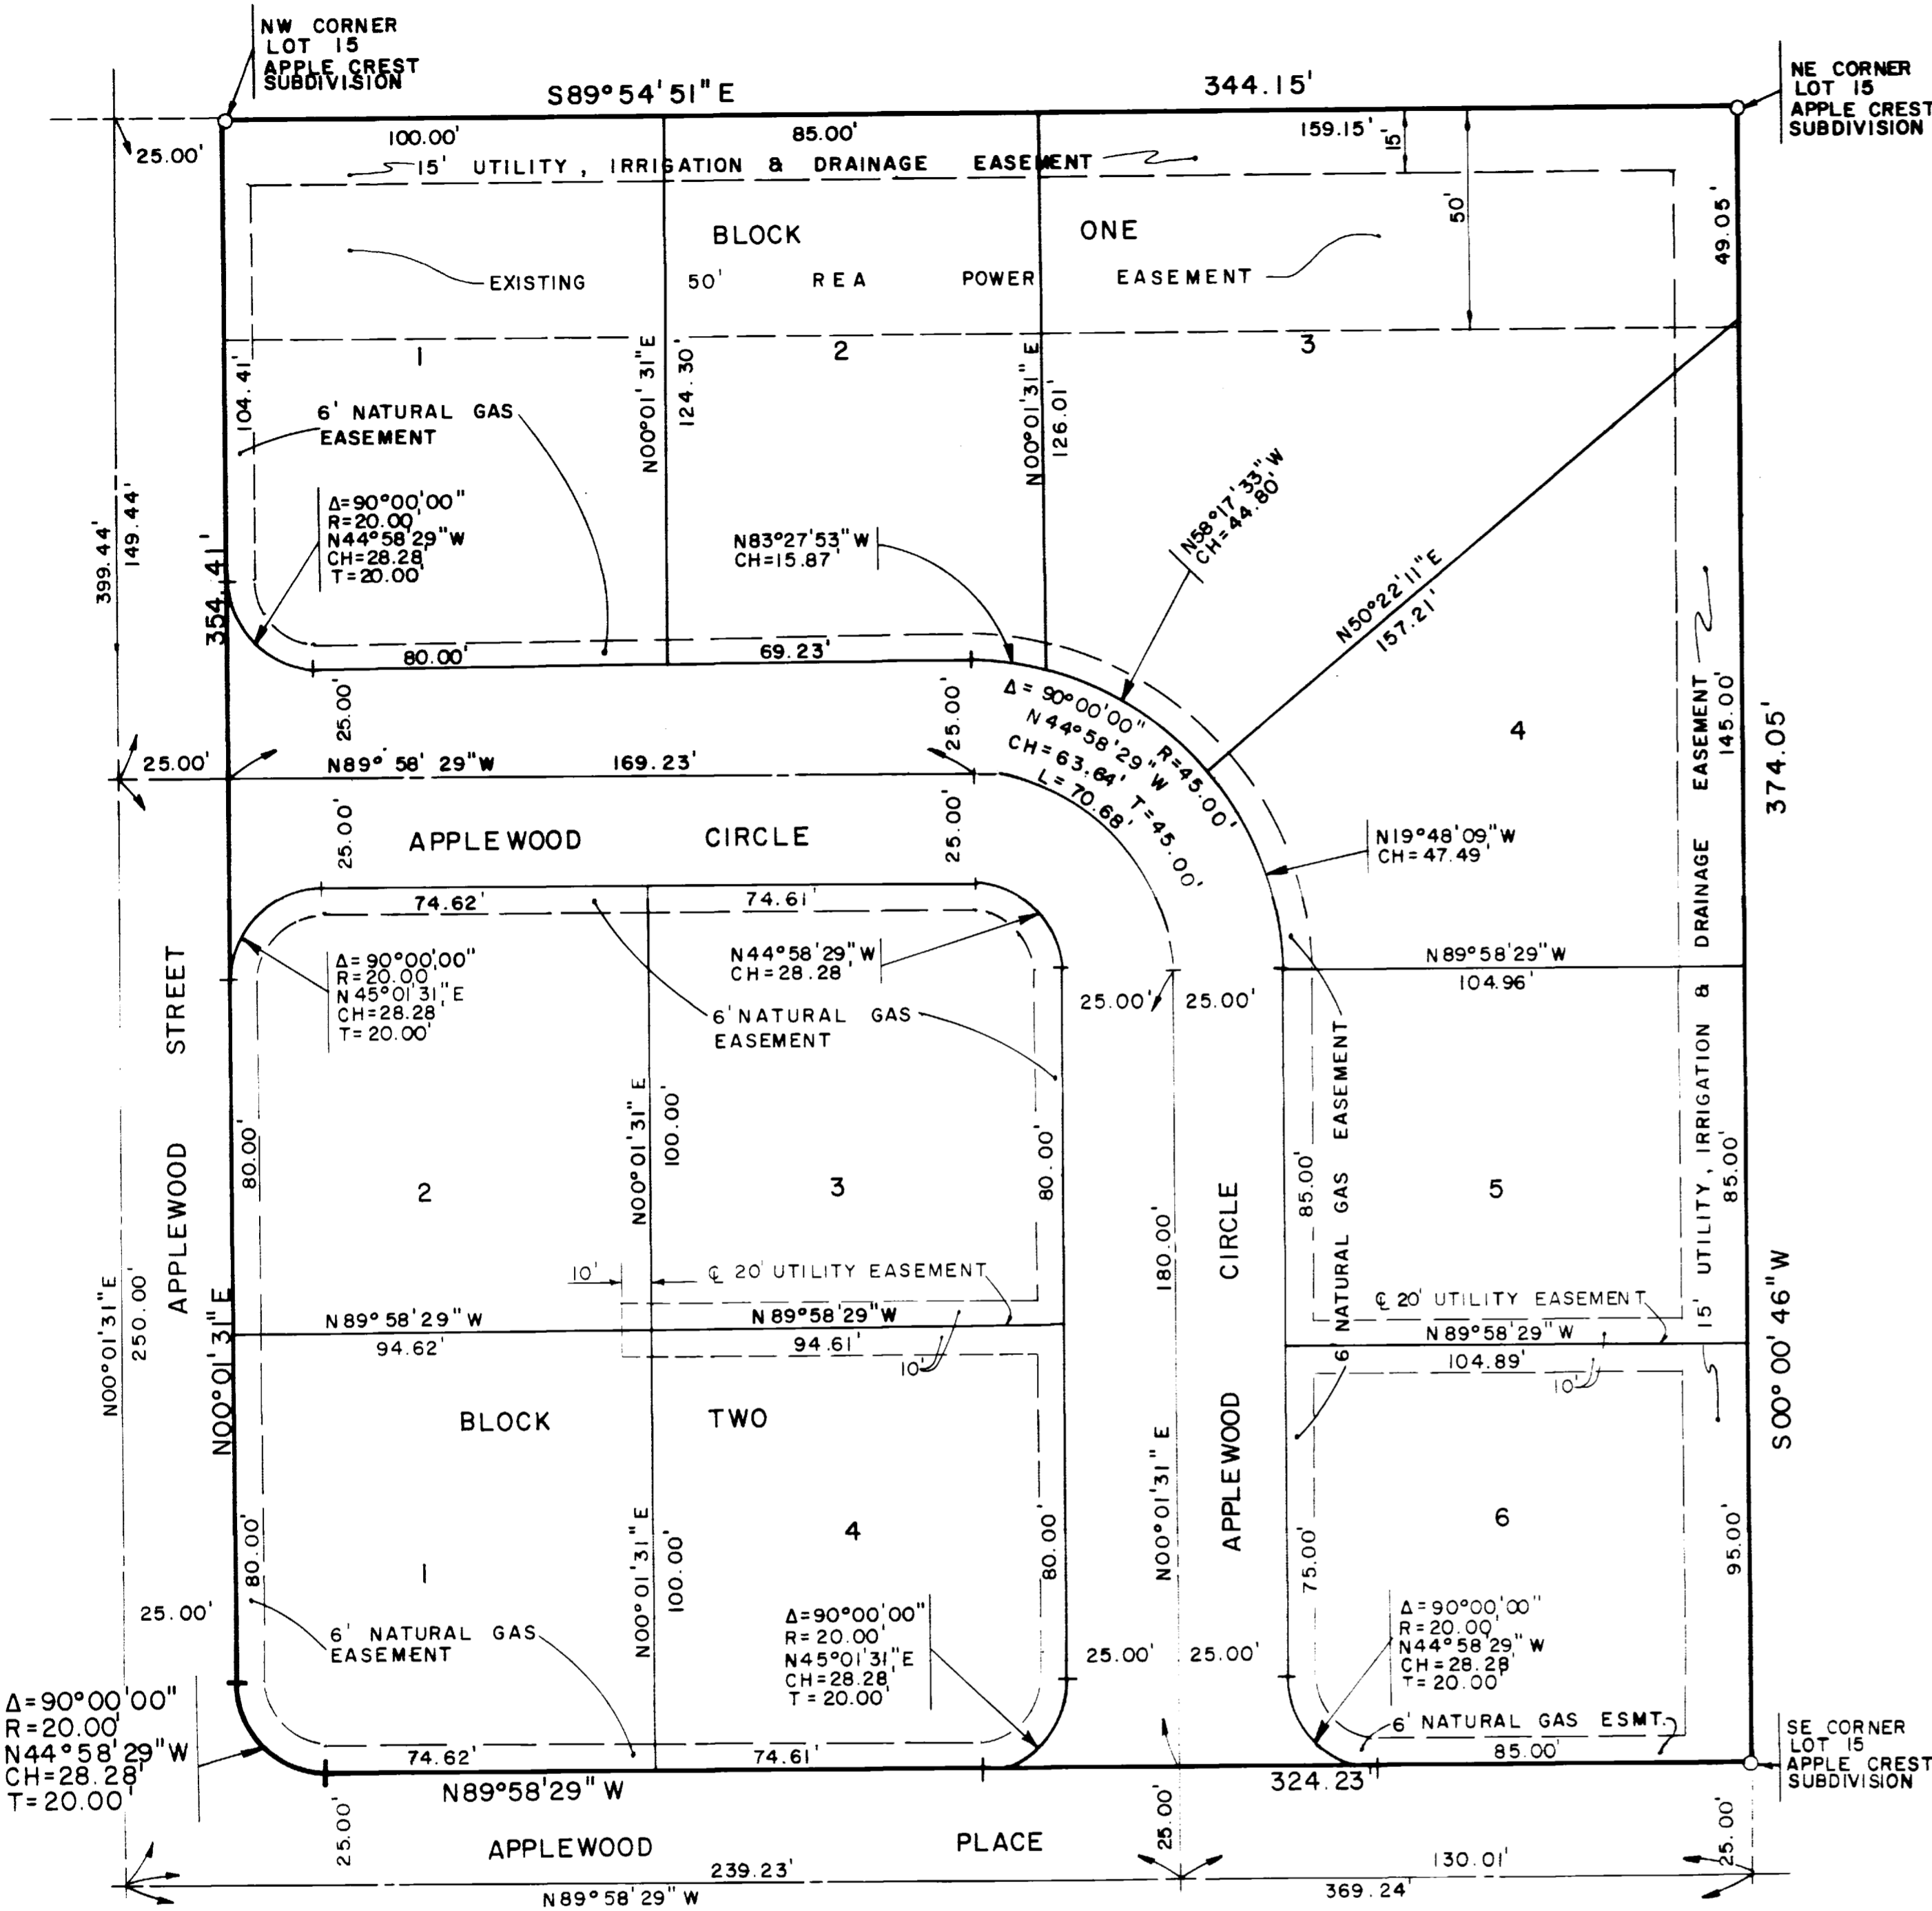 NW CORNER
LOT 15
APPLE CREST
SUBDIVISION
NE CORNER
LOT 15
APPLE CREST
SUBDIVISION
S89°54'51"E
344.15'
25.00'
100.00'
85.00'
159.15'
15'
15' UTILITY, IRRIGATION & DRAINAGE EASEMENT
50'
49.05'
BLOCK ONE
EXISTING 50' REA POWER EASEMENT
1
2
3
104.41'
N00°01'31"E
124.30'
N00°01'31"E
126.01'
6' NATURAL GAS
EASEMENT
399.44'
149.44'
354.41'
Δ=90°00'00"
R=20.00'
N44°58'29"W
CH=28.28'
T=20.00'
N83°27'53"W
CH=15.87'
N58°17'33"W
CH=44.80'
N50°22'11"E
157.21'
80.00'
69.23'
25.00'
25.00'
Δ=90°00'00" R=45.00'
N44°58'29"W
CH=63.64' T=45.00'
L=70.68'
4
145.00'
374.05'
25.00'
N89°58'29"W
169.23'
25.00'
25.00'
APPLEWOOD CIRCLE
N19°48'09"W
CH=47.49'
74.62'
74.61'
Δ=90°00'00"
R=20.00'
N45°01'31"E
CH=28.28'
T=20.00'
N44°58'29"W
CH=28.28'
6' NATURAL GAS
EASEMENT
25.00'
25.00'
N89°58'29"W
104.96'
APPLEWOOD STREET
80.00'
N00°01'31"E
100.00'
80.00'
2
3
180.00'
APPLEWOOD CIRCLE
85.00'
6' NATURAL GAS EASEMENT
5
15' UTILITY, IRRIGATION & DRAINAGE EASEMENT
85.00'
10'
℄ 20' UTILITY EASEMENT
N89°58'29"W
94.62'
N89°58'29"W
94.61'
10'
℄ 20' UTILITY EASEMENT
N89°58'29"W
104.89'
10'
N00°01'31"E
250.00'
N00°01'31"E
S00°00'46"W
BLOCK TWO
1
4
6
80.00'
N00°01'31"E
100.00'
80.00'
N00°01'31"E
75.00'
95.00'
25.00'
6' NATURAL GAS
EASEMENT
Δ=90°00'00"
R=20.00'
N45°01'31"E
CH=28.28'
T=20.00'
25.00'
25.00'
Δ=90°00'00"
R=20.00'
N44°58'29"W
CH=28.28'
T=20.00'
Δ=90°00'00"
R=20.00'
N44°58'29"W
CH=28.28'
T=20.00'
6' NATURAL GAS ESMT.
85.00'
SE CORNER
LOT 15
APPLE CREST
SUBDIVISION
74.62'
74.61'
N89°58'29"W
324.23'
25.00'
25.00'
25.00'
APPLEWOOD PLACE
239.23'
130.01'
N89°58'29"W
369.24'